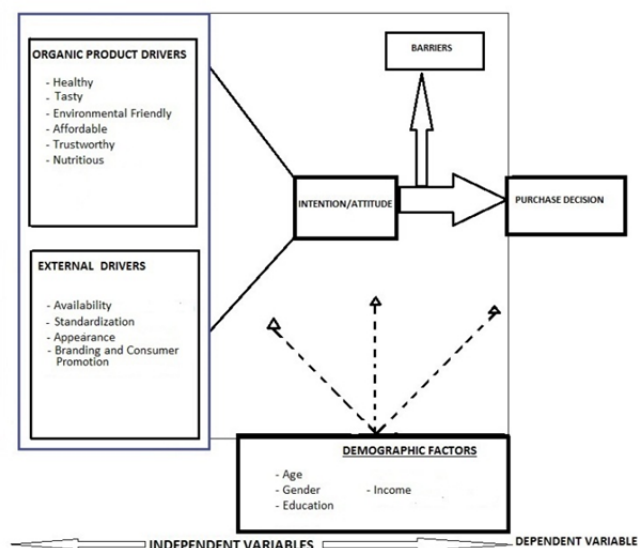 ORGANIC PRODUCT DRIVERS
- Healthy
- Tasty
- Environmental Friendly
- Affordable
- Trustworthy
- Nutritious
BARRIERS
INTENTION/ATTITUDE
PURCHASE DECISION
EXTERNAL DRIVERS
- Availability
- Standardization
- Appearance
- Branding and Consumer
Promotion
DEMOGRAPHIC FACTORS
- Age
- Gender - Income
- Education
INDEPENDENT VARIABLES
DEPENDENT VARIABLE